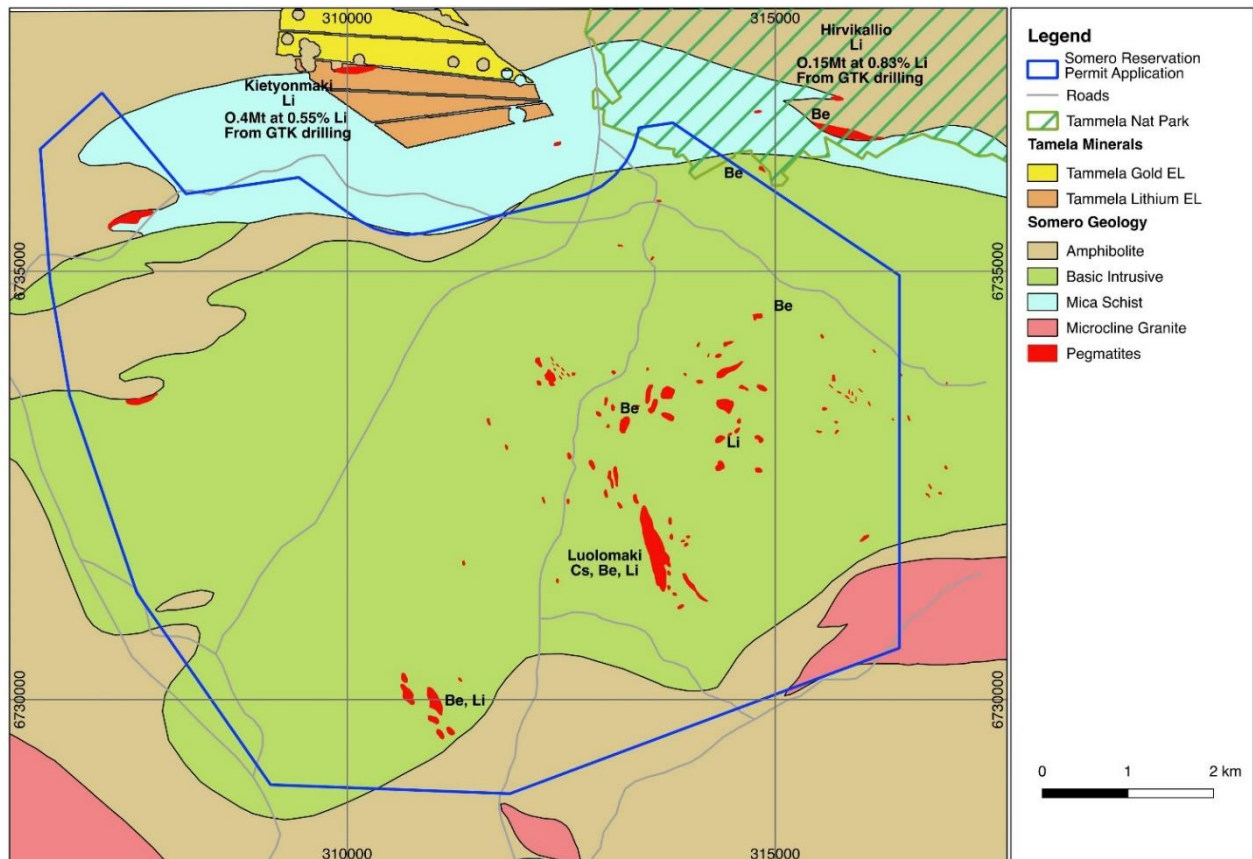 310000
315000
Hirvikallio
Li
O.15Mt at 0.83% Li
From GTK drilling
Kietyonmaki
Li
O.4Mt at 0.55% Li
From GTK drilling
Be
Be
6735000
6735000
Be
Be
Li
Luolomaki
Cs, Be, Li
Be, Li
6730000
6730000
310000
315000
Legend
Somero Reservation
Permit Application
Roads
Tammela Nat Park
Tamela Minerals
Tammela Gold EL
Tammela Lithium EL
Somero Geology
Amphibolite
Basic Intrusive
Mica Schist
Microcline Granite
Pegmatites
0 1 2 km